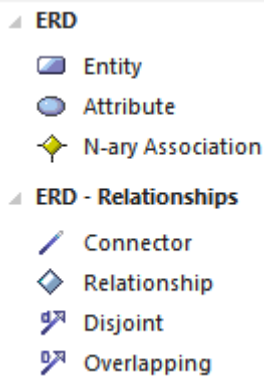 ERD
Entity
Attribute
N-ary Association
ERD - Relationships
Connector
Relationship
Disjoint
Overlapping